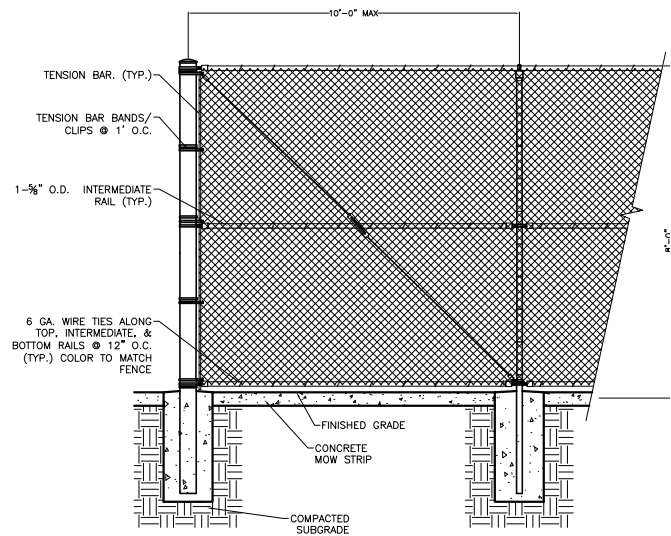 10'-0" MAX
TENSION BAR. (TYP.)
TENSION BAR BANDS/
CLIPS @ 1' O.C.
1-⅝" O.D. INTERMEDIATE
RAIL (TYP.)
8'-0"
6 GA. WIRE TIES ALONG
TOP, INTERMEDIATE, &
BOTTOM RAILS @ 12" O.C.
(TYP.) COLOR TO MATCH
FENCE
FINISHED GRADE
CONCRETE
MOW STRIP
COMPACTED
SUBGRADE